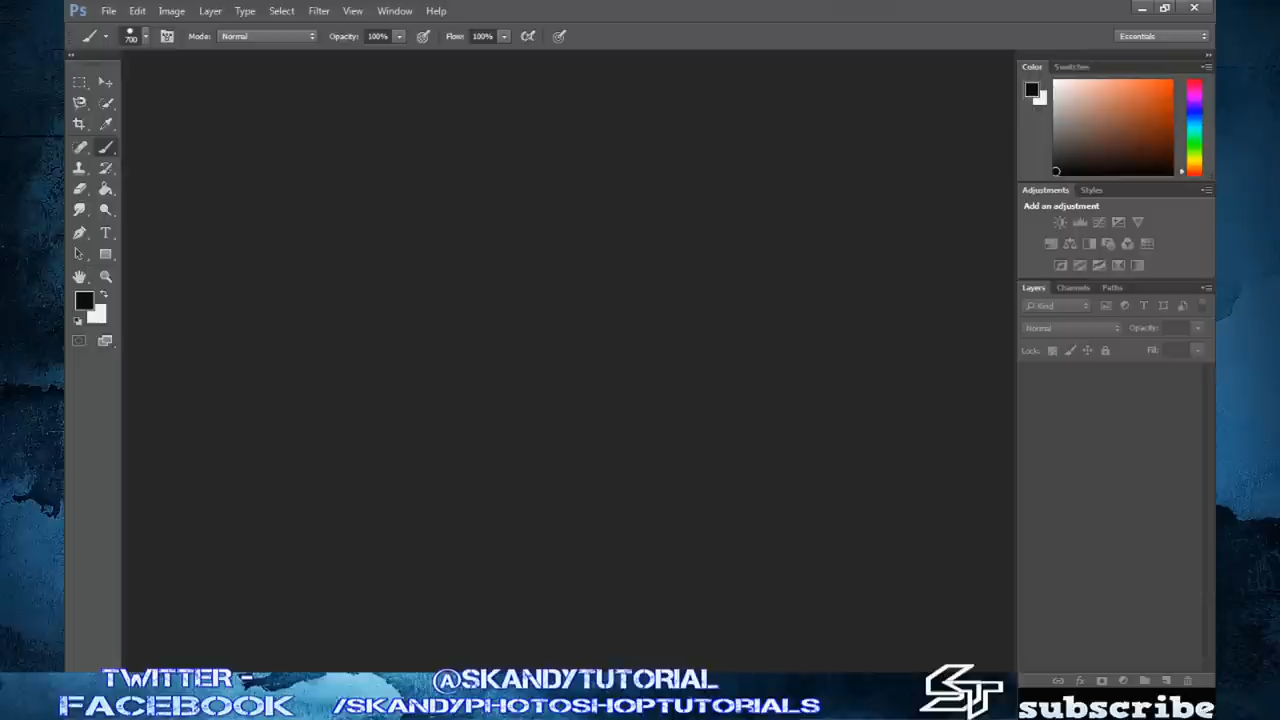 Ps File Edit Image Layer Type Select Filter View Window Help
700 Mode: Normal Opacity: 100% Flow: 100% Essentials
Color Swatches
Adjustments Styles
Add an adjustment
Layers Channels Paths
Kind
Normal Opacity:
Lock: Fill:
TWITTER - @SKANDYTUTORIAL
FACEBOOK /SKANDYPHOTOSHOPTUTORIALS
ST
subscribe